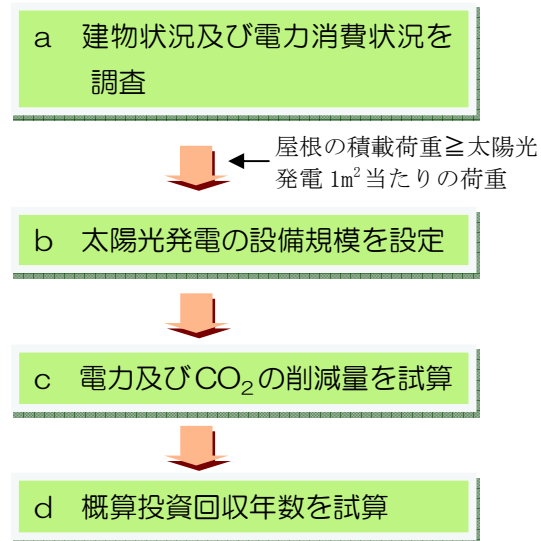 a 建物状況及び電力消費状況を
調査
屋根の積載荷重≧太陽光
発電 1m²当たりの荷重
b 太陽光発電の設備規模を設定
c 電力及びCO₂の削減量を試算
d 概算投資回収年数を試算